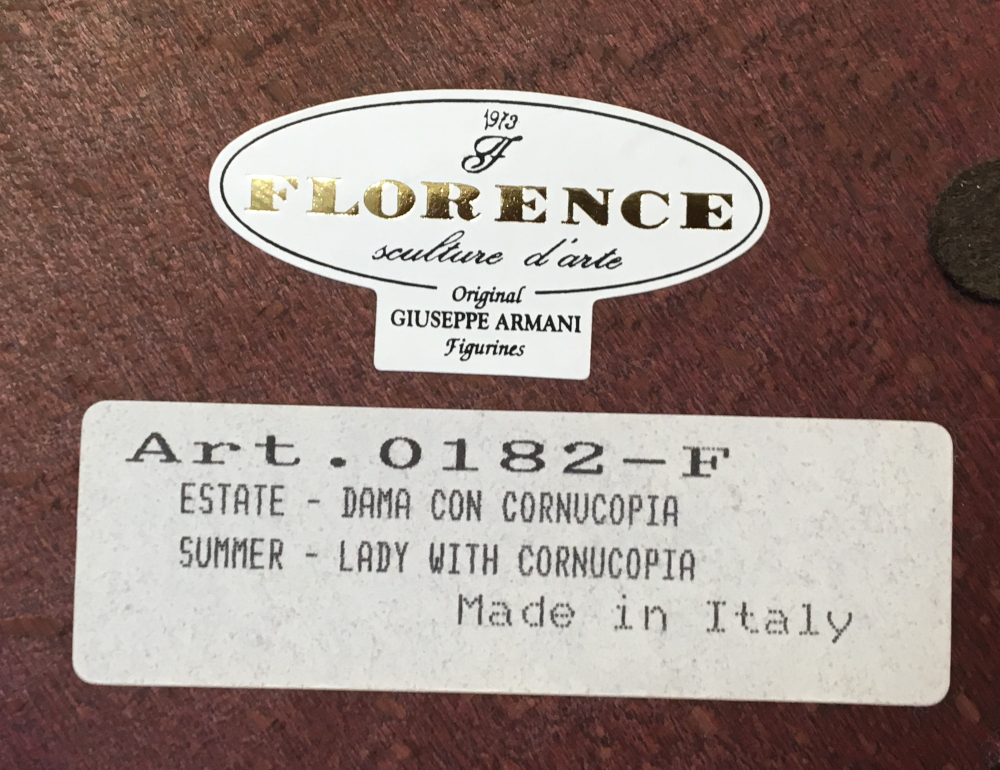 1973
F
FLORENCE
sculture d'arte
Original
GIUSEPPE ARMANI
Figurines
Art.0182-F
ESTATE - DAMA CON CORNUCOPIA
SUMMER - LADY WITH CORNUCOPIA
Made in Italy